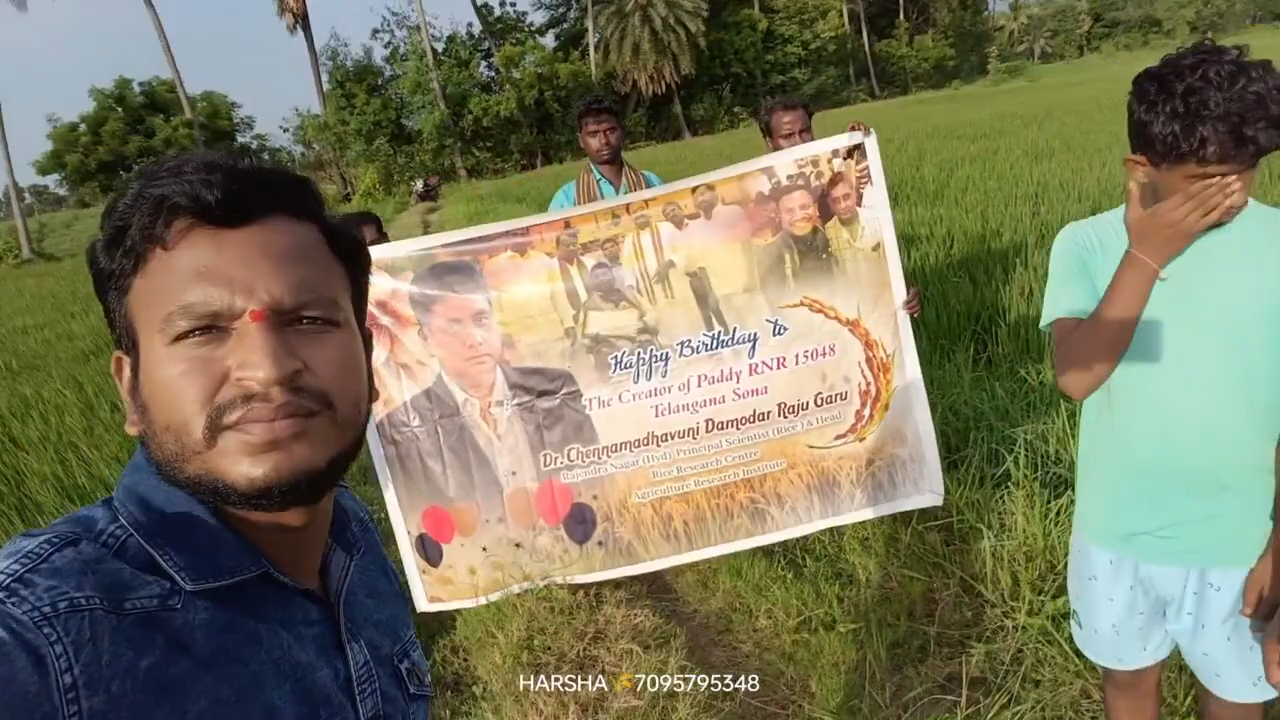 Happy Birthday to
The Creator of Paddy RNR 15048
Telangana Sona
Dr.Chennamadhavuni Damodar Raju Garu
Rajendra Nagar (Hyd) Principal Scientist (Rice) & Head
Rice Research Centre
Agriculture Research Institute
HARSHA 🌾7095795348